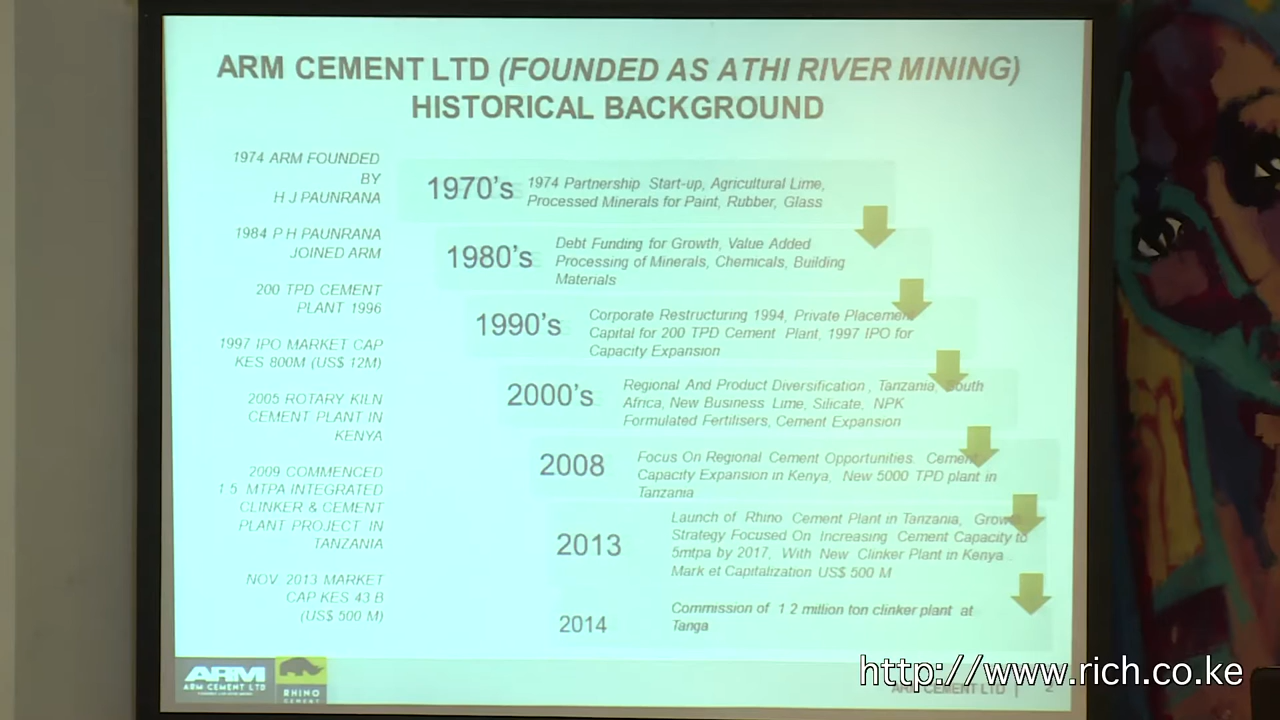 ARM CEMENT LTD (FOUNDED AS ATHI RIVER MINING)
HISTORICAL BACKGROUND
1974 ARM FOUNDED
BY
H J PAUNRANA
1984 P H PAUNRANA
JOINED ARM
200 TPD CEMENT
PLANT 1996
1997 IPO MARKET CAP
KES 800M (US$ 12M)
2005 ROTARY KILN
CEMENT PLANT IN
KENYA
2009 COMMENCED
1.5 MTPA INTEGRATED
CLINKER & CEMENT
PLANT PROJECT IN
TANZANIA
NOV. 2013 MARKET
CAP KES 43 B
(US$ 500 M)
1970's
1974 Partnership Start-up, Agricultural Lime,
Processed Minerals for Paint, Rubber, Glass
1980's
Debt Funding for Growth, Value Added
Processing of Minerals, Chemicals, Building
Materials
1990's
Corporate Restructuring 1994, Private Placement
Capital for 200 TPD Cement Plant, 1997 IPO for
Capacity Expansion
2000's
Regional And Product Diversification, Tanzania, South
Africa, New Business Lime, Silicate, NPK
Formulated Fertilisers, Cement Expansion
2008
Focus On Regional Cement Opportunities. Cement
Capacity Expansion in Kenya, New 5000 TPD plant in
Tanzania
2013
Launch of Rhino Cement Plant in Tanzania, Growth
Strategy Focused On Increasing Cement Capacity to
5mtpa by 2017, With New Clinker Plant in Kenya
Mark et Capitalization US$ 500 M
2014
Commission of 1 2 million ton clinker plant at
Tanga
ARM
ARM CEMENT LTD
RHINO
CEMENT
ARM CEMENT LTD | 2
http://www.rich.co.ke